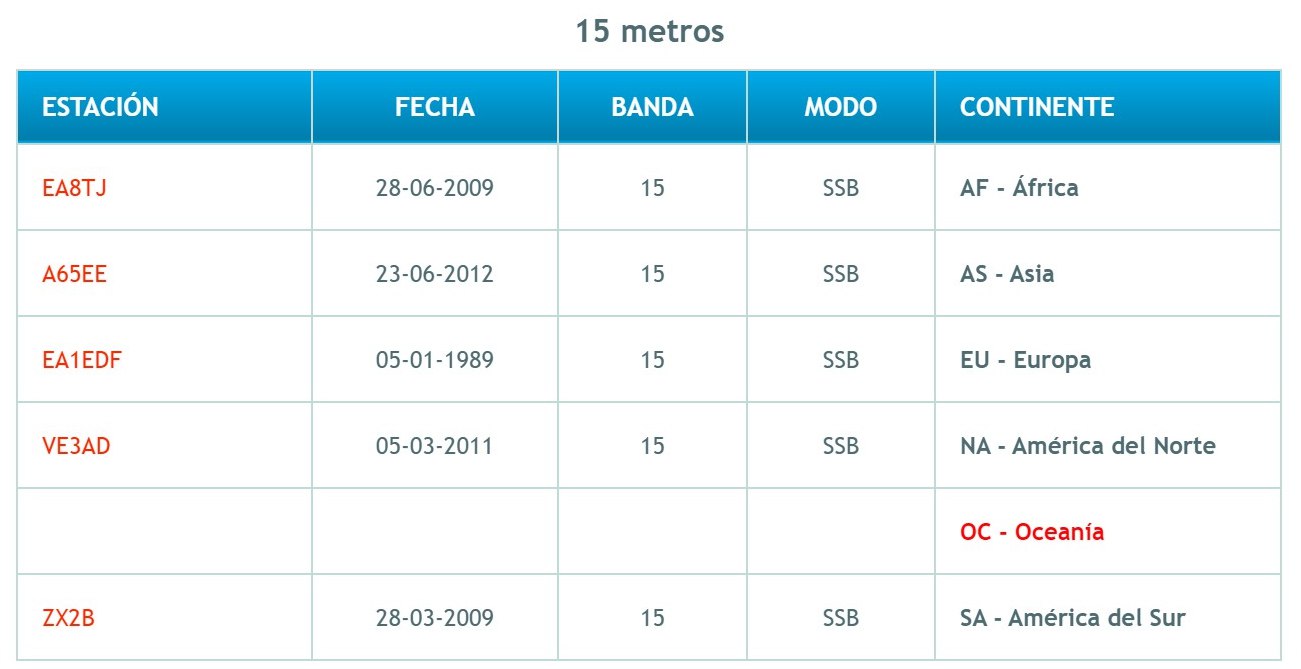 15 metros
ESTACIÓN FECHA BANDA MODO CONTINENTE
EA8TJ 28-06-2009 15 SSB AF - África
A65EE 23-06-2012 15 SSB AS - Asia
EA1EDF 05-01-1989 15 SSB EU - Europa
VE3AD 05-03-2011 15 SSB NA - América del Norte
OC - Oceanía
ZX2B 28-03-2009 15 SSB SA - América del Sur